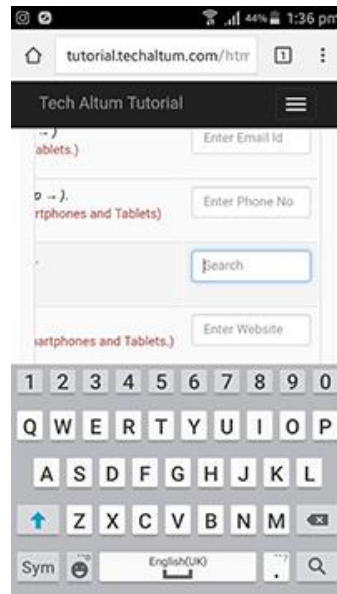 44% 1:36 pm
tutorial.techaltum.com/htm 1
Tech Altum Tutorial
→)
ablets.) Enter Email Id
→).
rtphones and Tablets) Enter Phone No
Search
Enter Website
artphones and Tablets.)
1 2 3 4 5 6 7 8 9 0
Q W E R T Y U I O P
A S D F G H J K L
Z X C V B N M
Sym English(UK) .